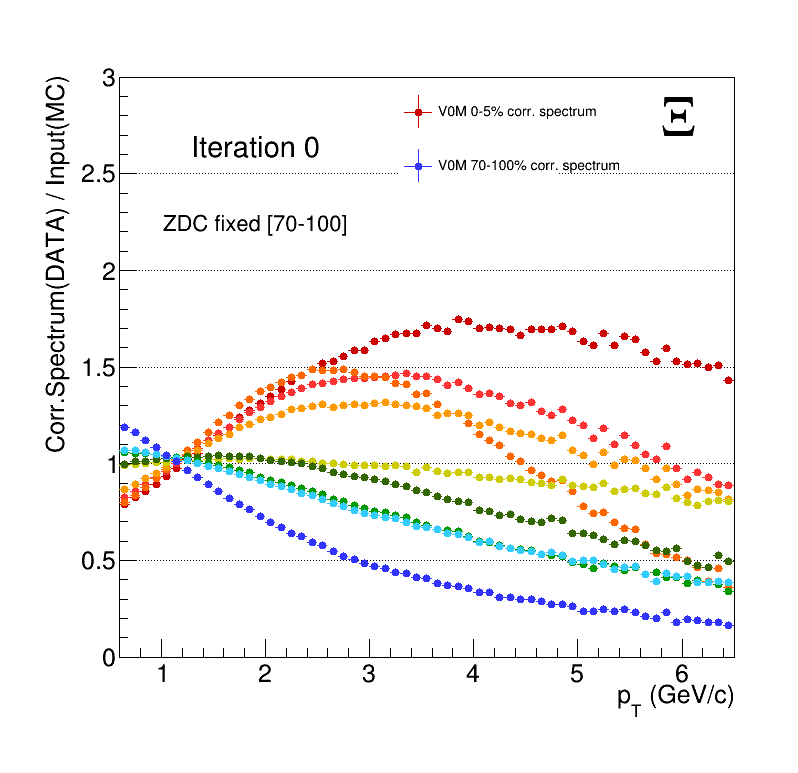 Corr.Spectrum(DATA) / Input(MC)
3
2.5
2
1.5
1
0.5
0
V0M 0-5% corr. spectrum
Ξ
Iteration 0
V0M 70-100% corr. spectrum
ZDC fixed [70-100]
1 2 3 4 5 6
p_T (GeV/c)